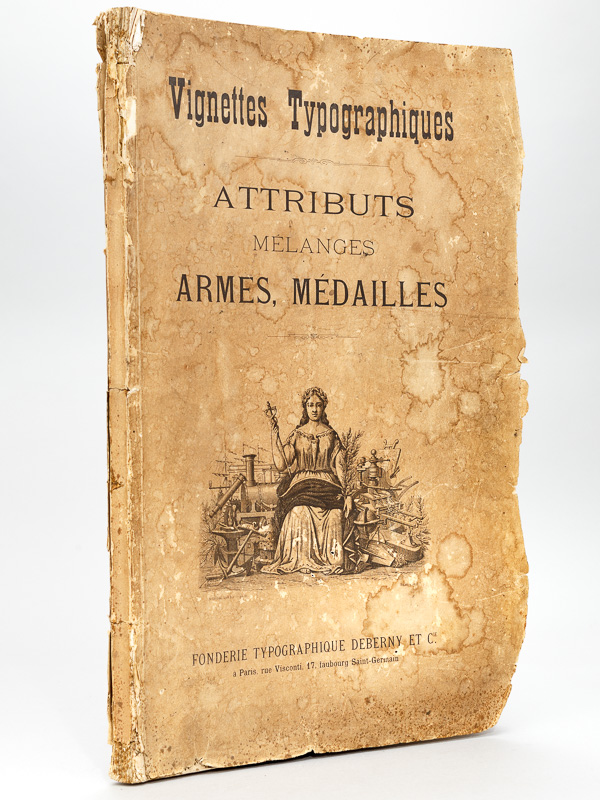 Vignettes Typographiques
ATTRIBUTS
MÉLANGES
ARMES, MÉDAILLES
FONDERIE TYPOGRAPHIQUE DEBERNY ET C.
à Paris, rue Visconti, 17, faubourg Saint-Germain